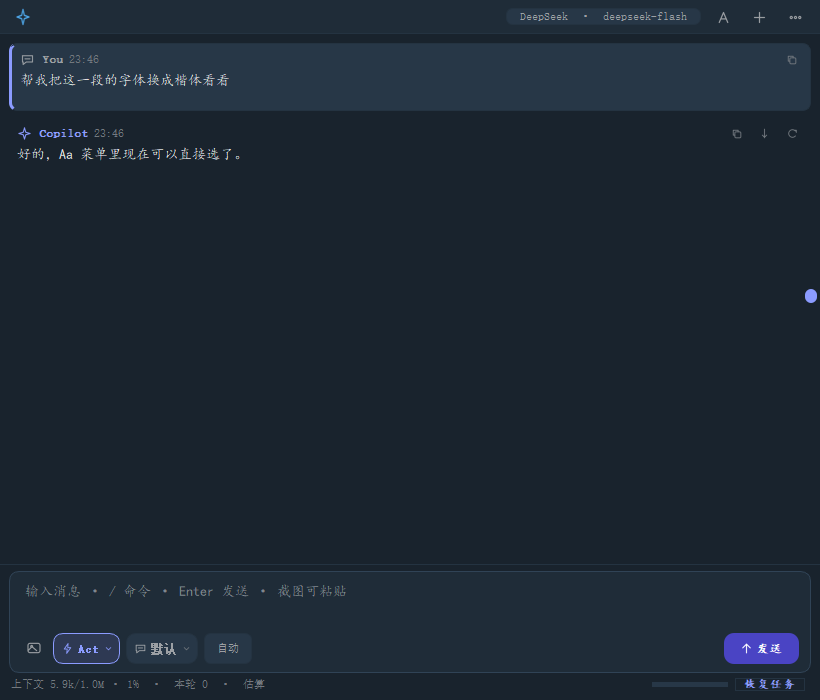 DeepSeek • deepseek-flash A
You 23:46
帮我把这一段的字体换成楷体看看
Copilot 23:46
好的，Aa 菜单里现在可以直接选了。
输入消息 • / 命令 • Enter 发送 • 截图可粘贴
Act 默认 自动 发送
上下文 5.9k/1.0M • 1% • 本轮 0 • 估算 恢复任务